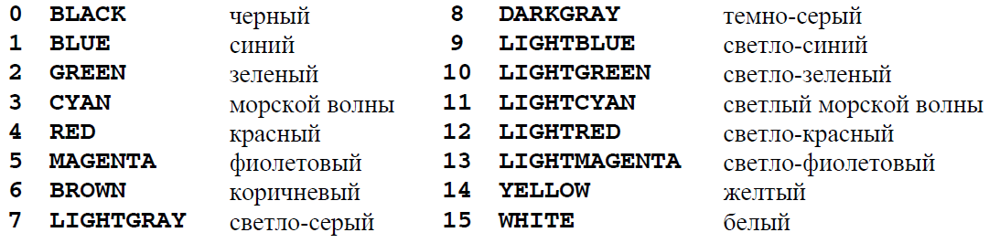 0 BLACK черный 8 DARKGRAY темно-серый
1 BLUE синий 9 LIGHTBLUE светло-синий
2 GREEN зеленый 10 LIGHTGREEN светло-зеленый
3 CYAN морской волны 11 LIGHTCYAN светлый морской волны
4 RED красный 12 LIGHTRED светло-красный
5 MAGENTA фиолетовый 13 LIGHTMAGENTA светло-фиолетовый
6 BROWN коричневый 14 YELLOW желтый
7 LIGHTGRAY светло-серый 15 WHITE белый